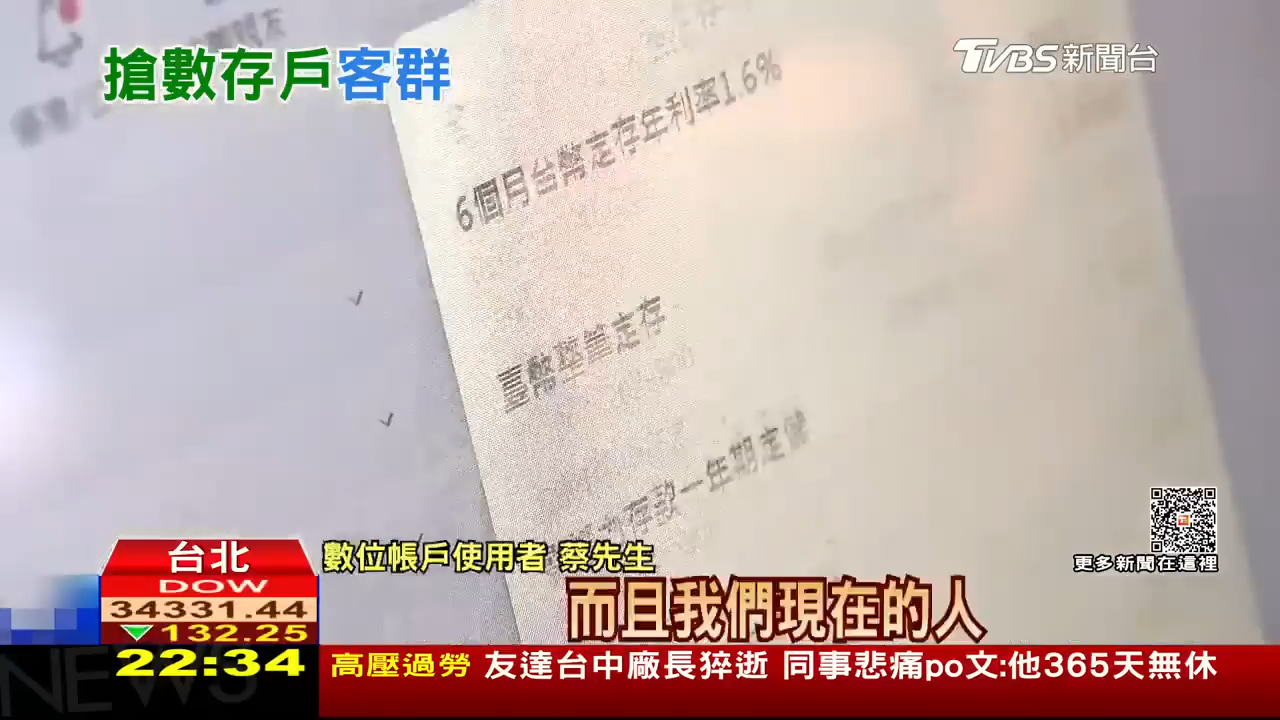 搶數存戶客群
TVBS新聞台
6個月台幣定存年利率1.6%
臺幣整筆定存
存款一年期定儲
更多新聞在這裡
台北
DOW
34331.44
▼132.25
22:34
NEWS
數位帳戶使用者 蔡先生
而且我們現在的人
高壓過勞 友達台中廠長猝逝 同事悲痛po文:他365天無休